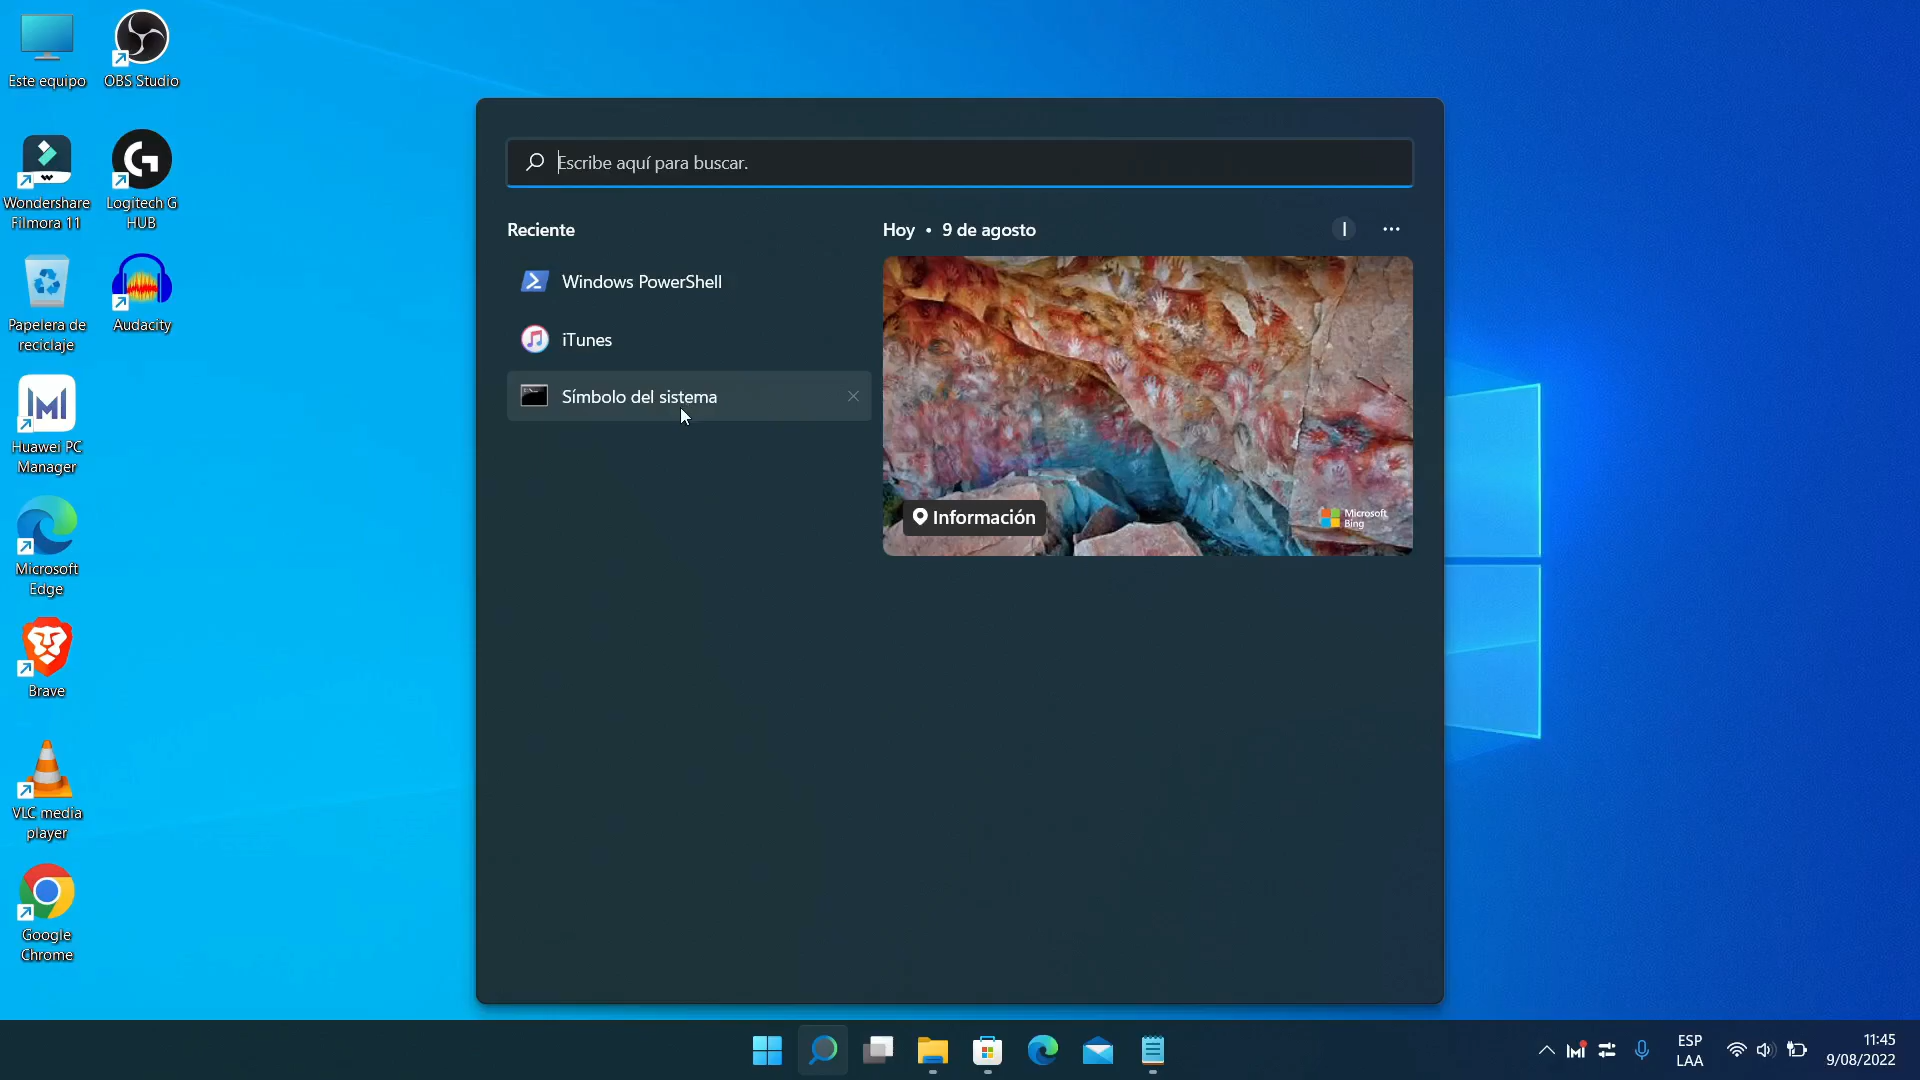 Este equipo
OBS Studio
Wondershare
Filmora 11
Logitech G
HUB
Papelera de
reciclaje
Audacity
Huawei PC
Manager
Microsoft
Edge
Brave
VLC media
player
Google
Chrome
Escribe aquí para buscar.
Reciente
Windows PowerShell
iTunes
Símbolo del sistema
Hoy • 9 de agosto
I
Información
Microsoft
Bing
ESP
LAA
11:45
9/08/2022